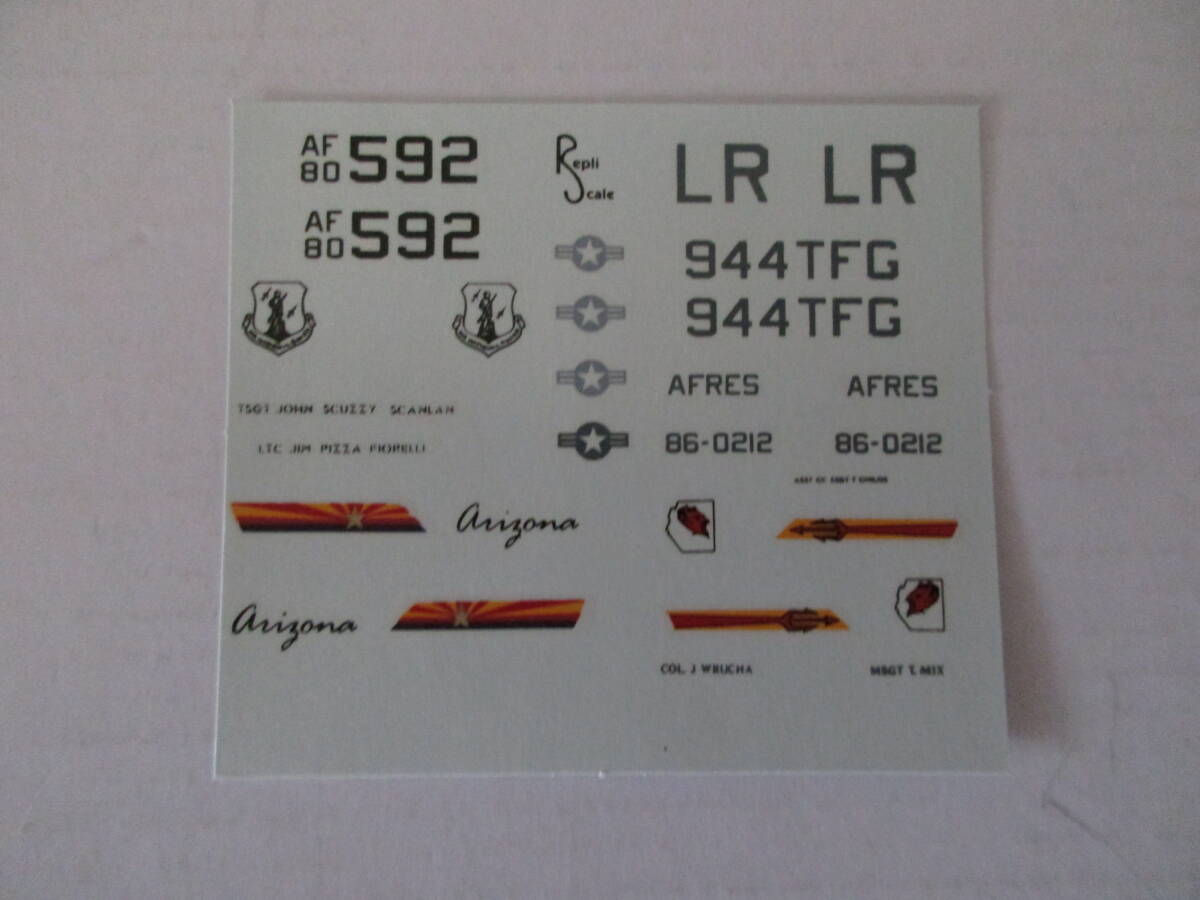 AF
80 592
AF
80 592
TSGT JOHN SCUZZY SCANLAN
LTC JIM PIZZA FIORELLI
Arizona
Arizona
Repli
Scale
LR LR
944TFG
944TFG
AFRES AFRES
86-0212 86-0212
COL. J WRUCHA MSGT T. MIX